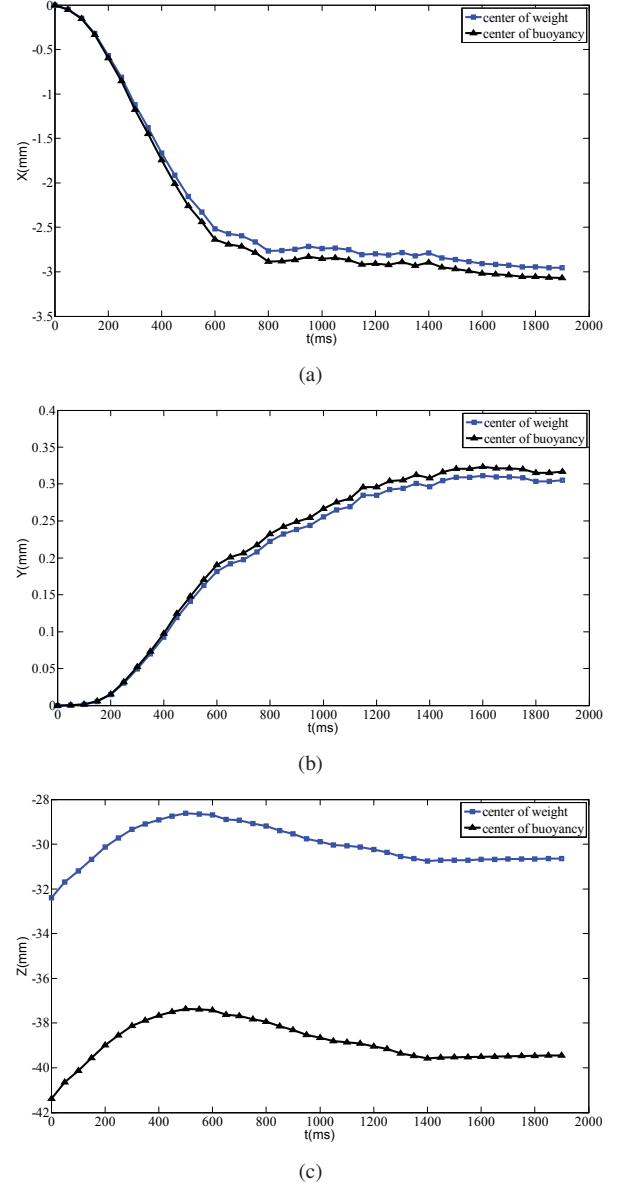 0
-0.5
-1
-1.5
-2
-2.5
-3
-3.5
X(mm)
center of weight
center of buoyancy
0 200 400 600 800 1000 1200 1400 1600 1800 2000
t(ms)
(a)
0.4
0.35
0.3
0.25
0.2
0.15
0.1
0.05
0
Y(mm)
center of weight
center of buoyancy
0 200 400 600 800 1000 1200 1400 1600 1800 2000
t(ms)
(b)
-28
-30
-32
-34
-36
-38
-40
-42
Z(mm)
center of weight
center of buoyancy
0 200 400 600 800 1000 1200 1400 1600 1800 2000
t(ms)
(c)